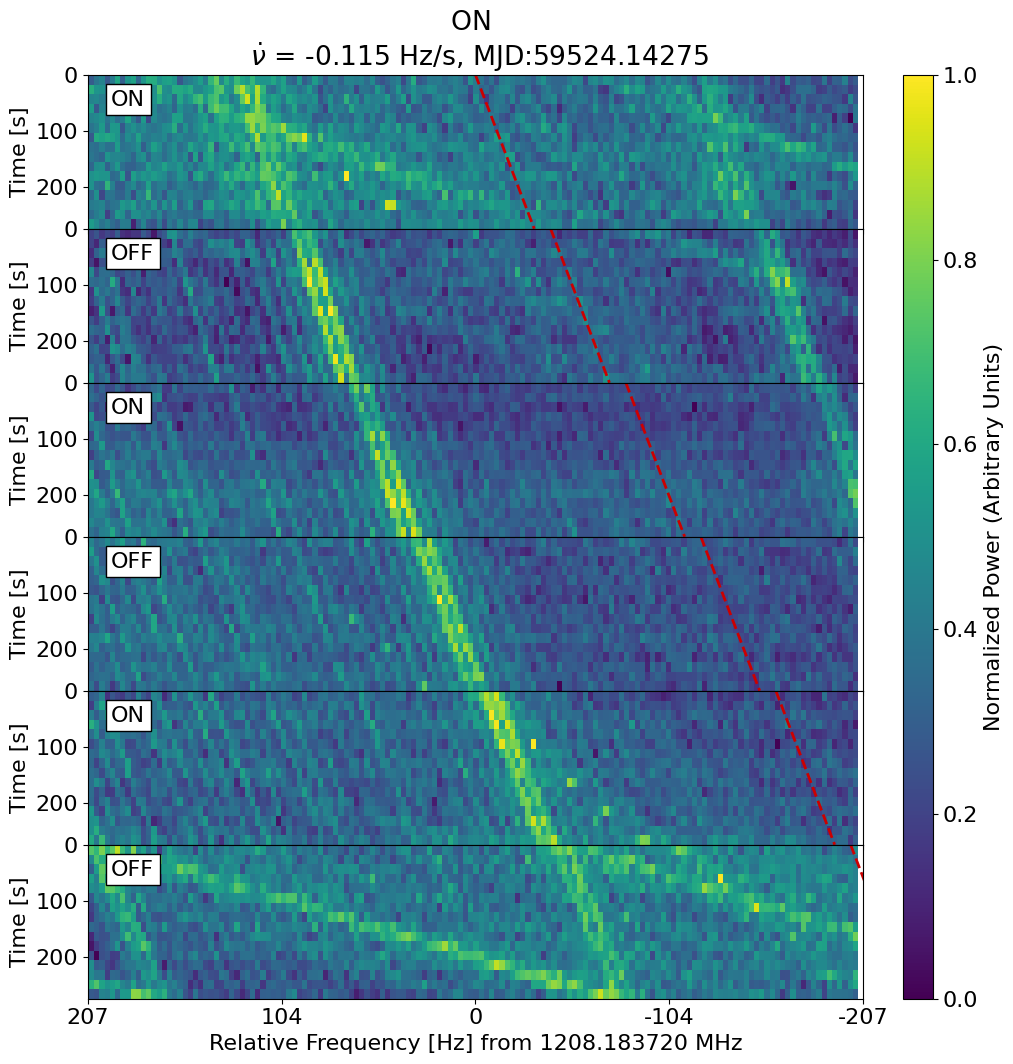 ON
ν̇ = -0.115 Hz/s, MJD:59524.14275
0
100
200
Time [s]
ON
0
100
200
Time [s]
OFF
0
100
200
Time [s]
ON
0
100
200
Time [s]
OFF
0
100
200
Time [s]
ON
0
100
200
Time [s]
OFF
207 104 0 -104 -207
Relative Frequency [Hz] from 1208.183720 MHz
1.0
0.8
0.6
0.4
0.2
0.0
Normalized Power (Arbitrary Units)